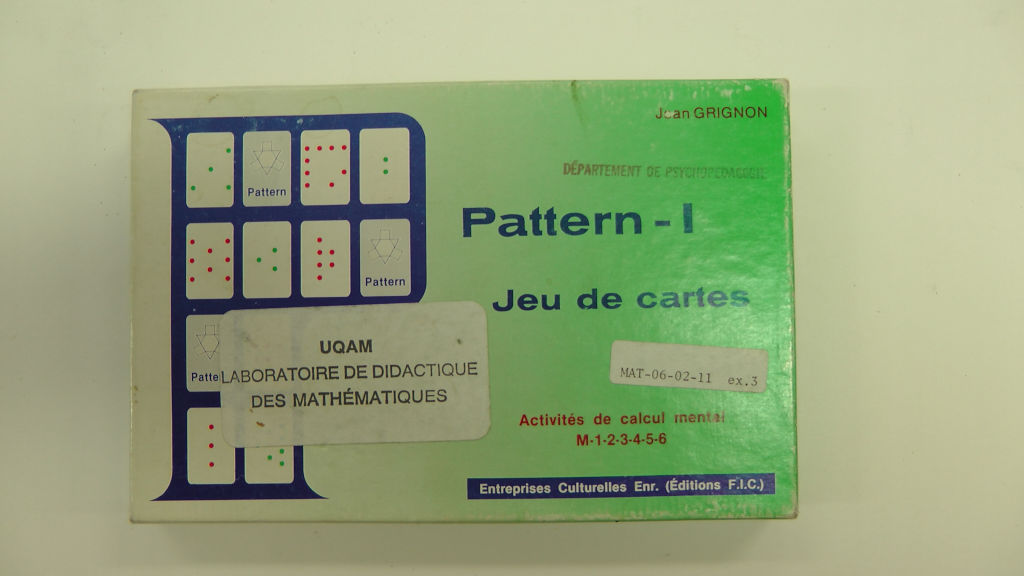 Jean GRIGNON
DÉPARTEMENT DE PSYCHOPÉDAGOGIE
Pattern - I
Jeu de cartes
Pattern
Pattern
Patte
UQAM
LABORATOIRE DE DIDACTIQUE
DES MATHÉMATIQUES
MAT-06-02-11 ex.3
Activités de calcul mental
M-1-2-3-4-5-6
Entreprises Culturelles Enr. (Éditions F.I.C.)